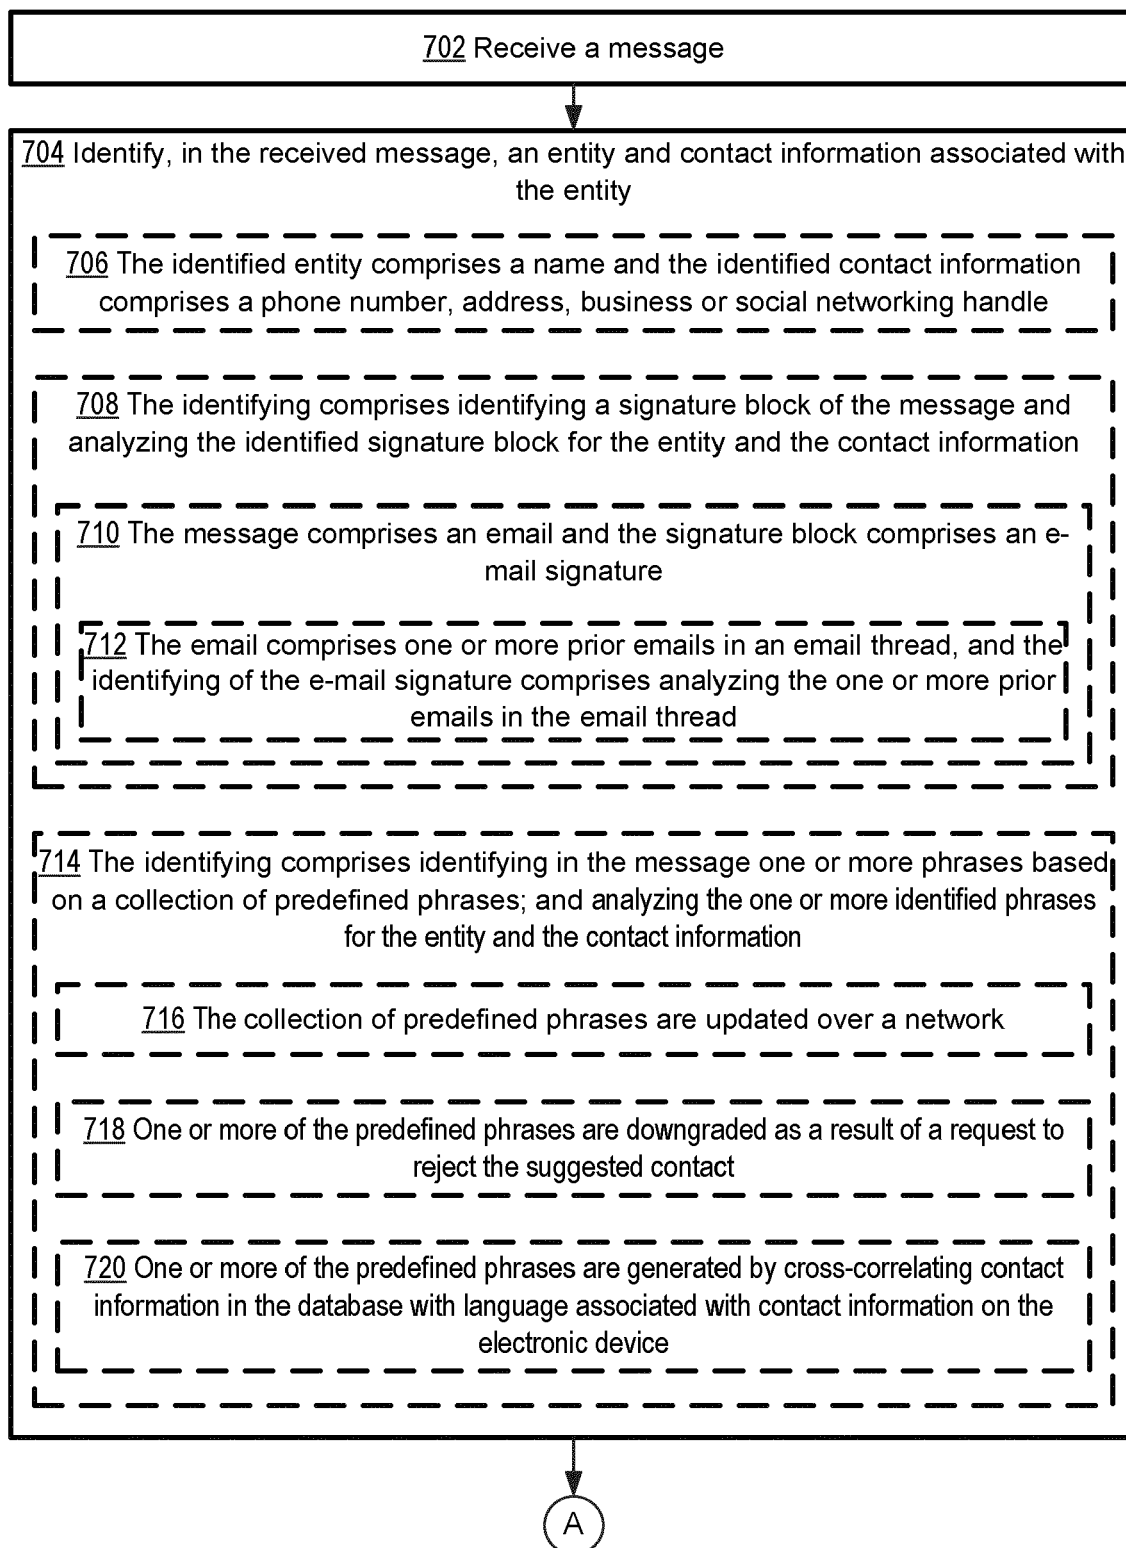 702 Receive a message
704 Identify, in the received message, an entity and contact information associated with
the entity
706 The identified entity comprises a name and the identified contact information
comprises a phone number, address, business or social networking handle
708 The identifying comprises identifying a signature block of the message and
analyzing the identified signature block for the entity and the contact information
710 The message comprises an email and the signature block comprises an e-
mail signature
712 The email comprises one or more prior emails in an email thread, and the
identifying of the e-mail signature comprises analyzing the one or more prior
emails in the email thread
714 The identifying comprises identifying in the message one or more phrases based
on a collection of predefined phrases; and analyzing the one or more identified phrases
for the entity and the contact information
716 The collection of predefined phrases are updated over a network
718 One or more of the predefined phrases are downgraded as a result of a request to
reject the suggested contact
720 One or more of the predefined phrases are generated by cross-correlating contact
information in the database with language associated with contact information on the
electronic device
A